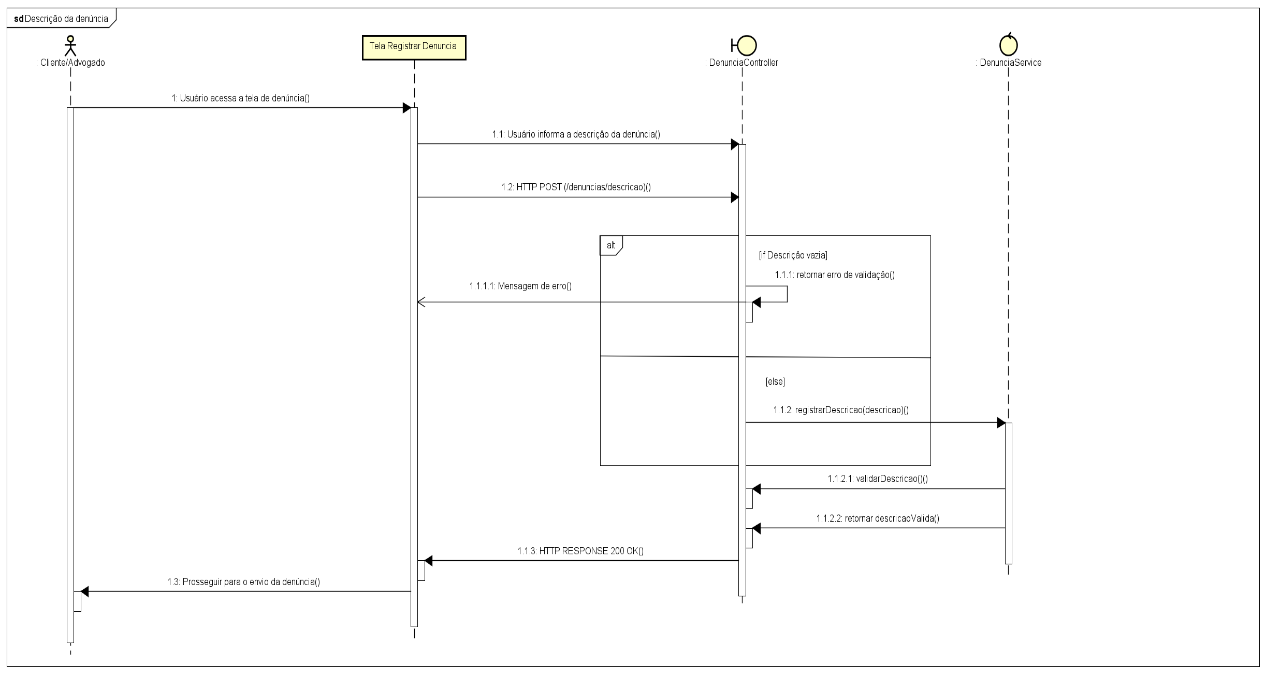 sd Descrição da denúncia
Cliente/Advogado
Tela Registrar Denuncia
DenunciaController
: DenunciaService
1: Usuário acessa a tela de denúncia()
1.1: Usuário informa a descrição da denúncia()
1.2: HTTP POST (/denuncias/descricao)()
alt
[if Descrição vazia]
1.1.1: retornar erro de validação()
1.1.1.1: Mensagem de erro()
[else]
1.1.2: registrarDescricao(descricao)()
1.1.2.1: validarDescricao()()
1.1.2.2: retornar descricaoValida()
1.1.3: HTTP RESPONSE 200 OK()
1.3: Prosseguir para o envio da denúncia()